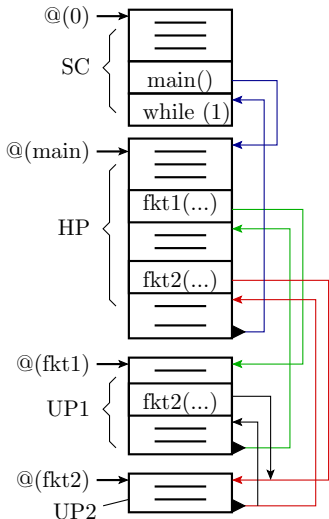 @(0)
SC
main()
while (1)
@(main)
HP
fkt1(...)
fkt2(...)
@(fkt1)
UP1
fkt2(...)
@(fkt2)
UP2